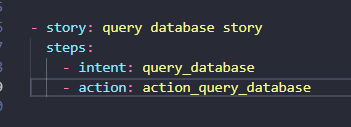 - story: query database story
steps:
- intent: query_database
- action: action_query_database